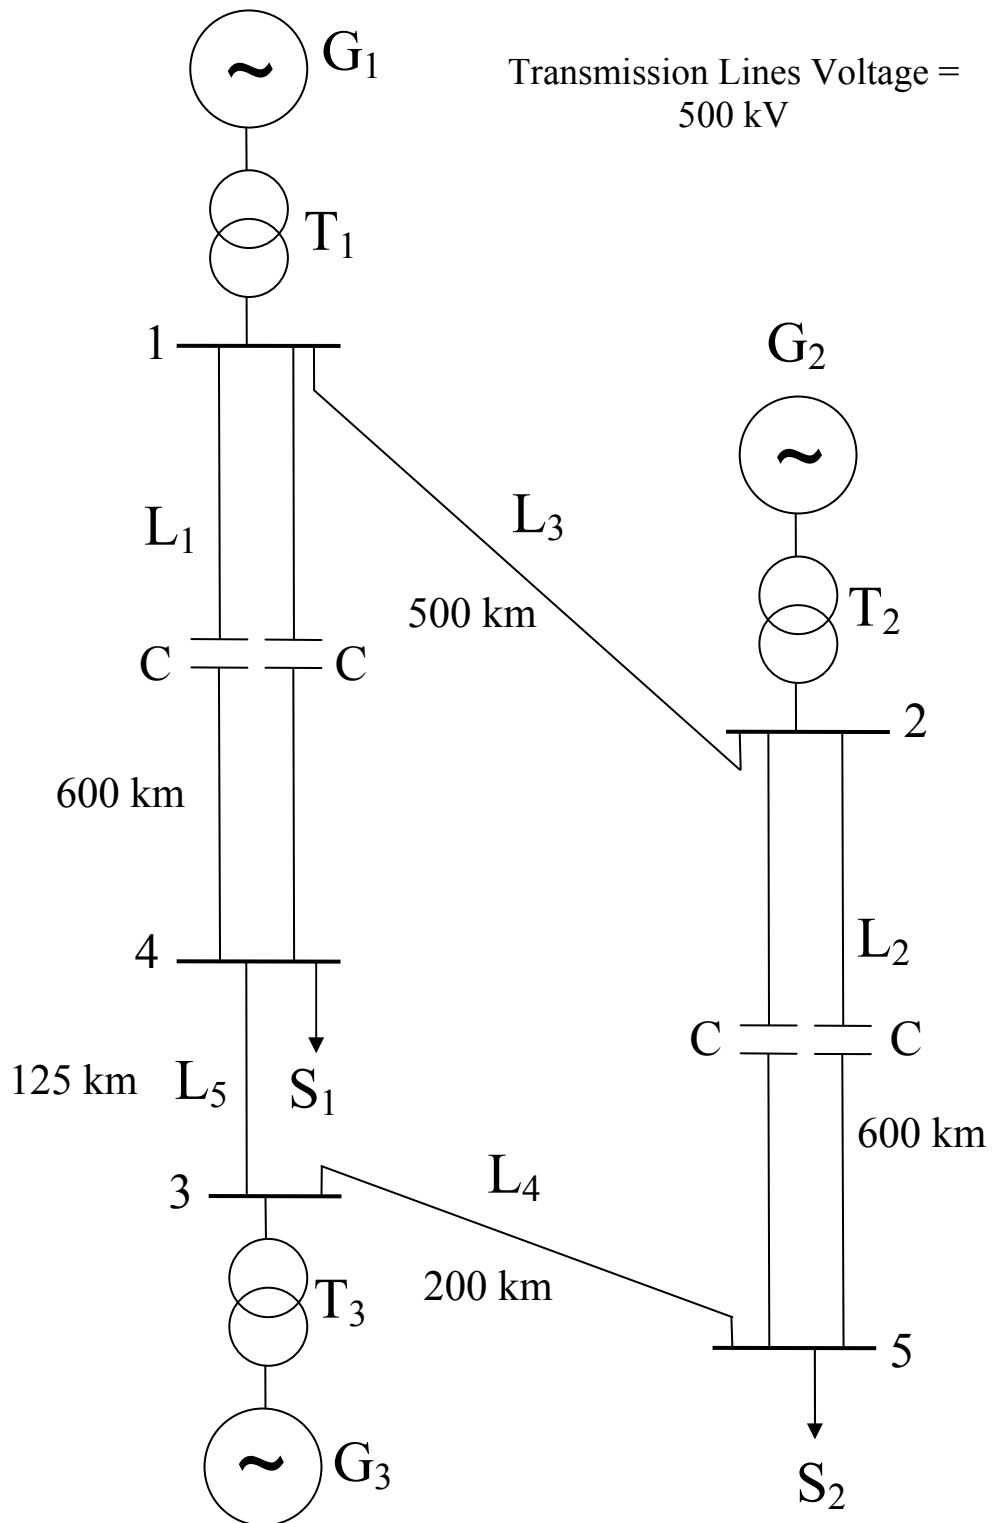 G1
Transmission Lines Voltage =
500 kV
T1
1
G2
L1
L3
500 km
T2
C C
2
600 km
4
L2
C C
125 km L5
S1
600 km
L4
3
200 km
T3
5
G3
S2